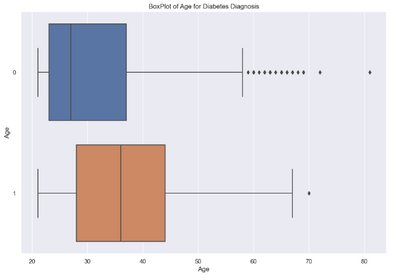 BoxPlot of Age for Diabetes Diagnosis
0
Age
1
20 30 40 50 60 70 80
Age